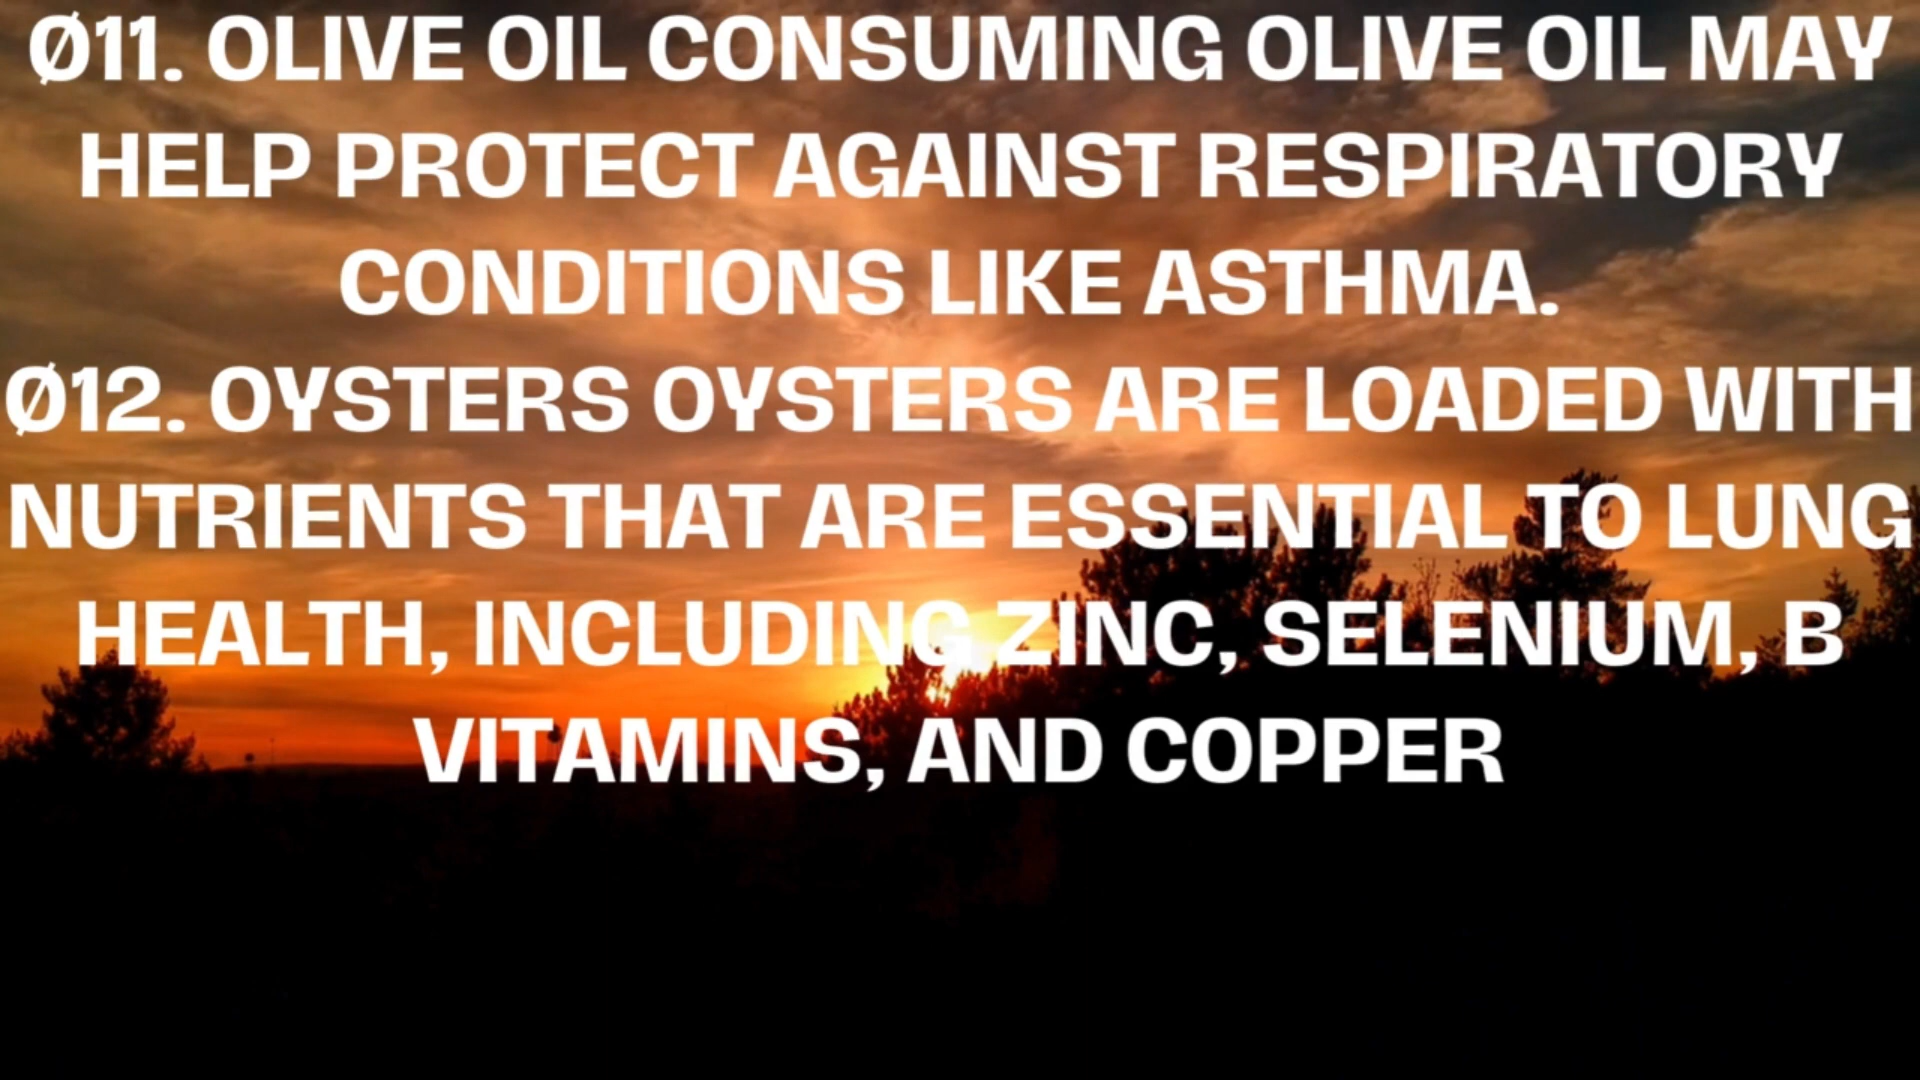 Ø11. OLIVE OIL CONSUMING OLIVE OIL MAY
HELP PROTECT AGAINST RESPIRATORY
CONDITIONS LIKE ASTHMA.
Ø12. OYSTERS OYSTERS ARE LOADED WITH
NUTRIENTS THAT ARE ESSENTIAL TO LUNG
HEALTH, INCLUDING ZINC, SELENIUM, B
VITAMINS, AND COPPER